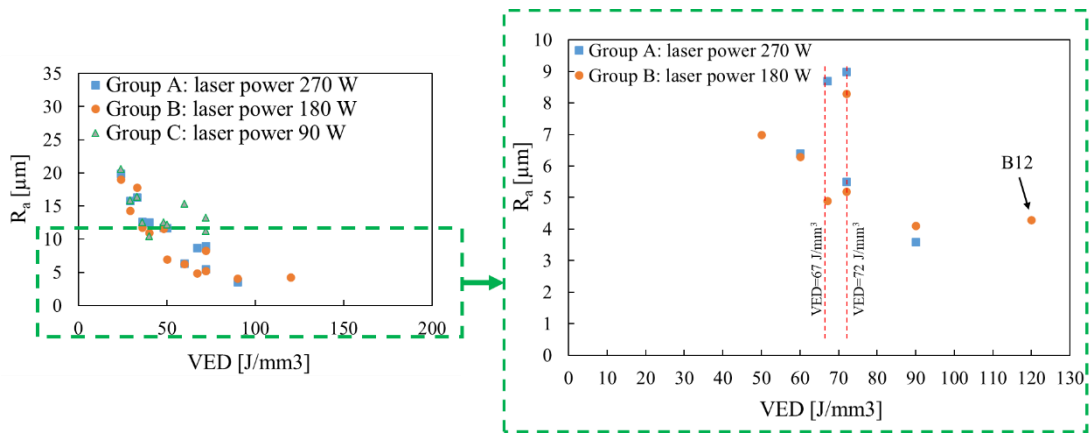 35
30
25
20
15
10
5
0
Rₐ [µm]
Group A: laser power 270 W
Group B: laser power 180 W
Group C: laser power 90 W
0 50 100 150 200
VED [J/mm3]
10
9
8
7
6
5
4
3
2
1
0
Rₐ [µm]
Group A: laser power 270 W
Group B: laser power 180 W
B12
VED=67 J/mm³
VED=72 J/mm³
0 10 20 30 40 50 60 70 80 90 100 110 120 130
VED [J/mm3]